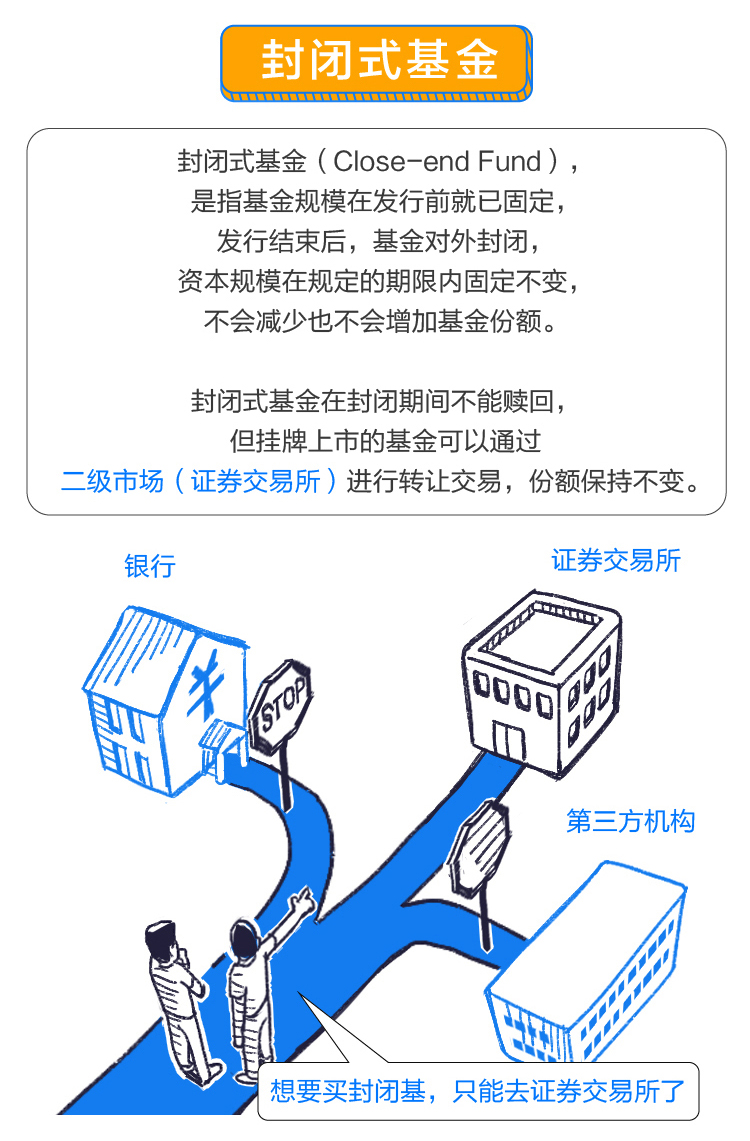 封闭式基金
封闭式基金（Close-end Fund），
是指基金规模在发行前就已固定，
发行结束后，基金对外封闭，
资本规模在规定的期限内固定不变，
不会减少也不会增加基金份额。
封闭式基金在封闭期间不能赎回，
但挂牌上市的基金可以通过
二级市场（证券交易所）进行转让交易，份额保持不变。
银行
证券交易所
STOP
第三方机构
想要买封闭基，只能去证券交易所了